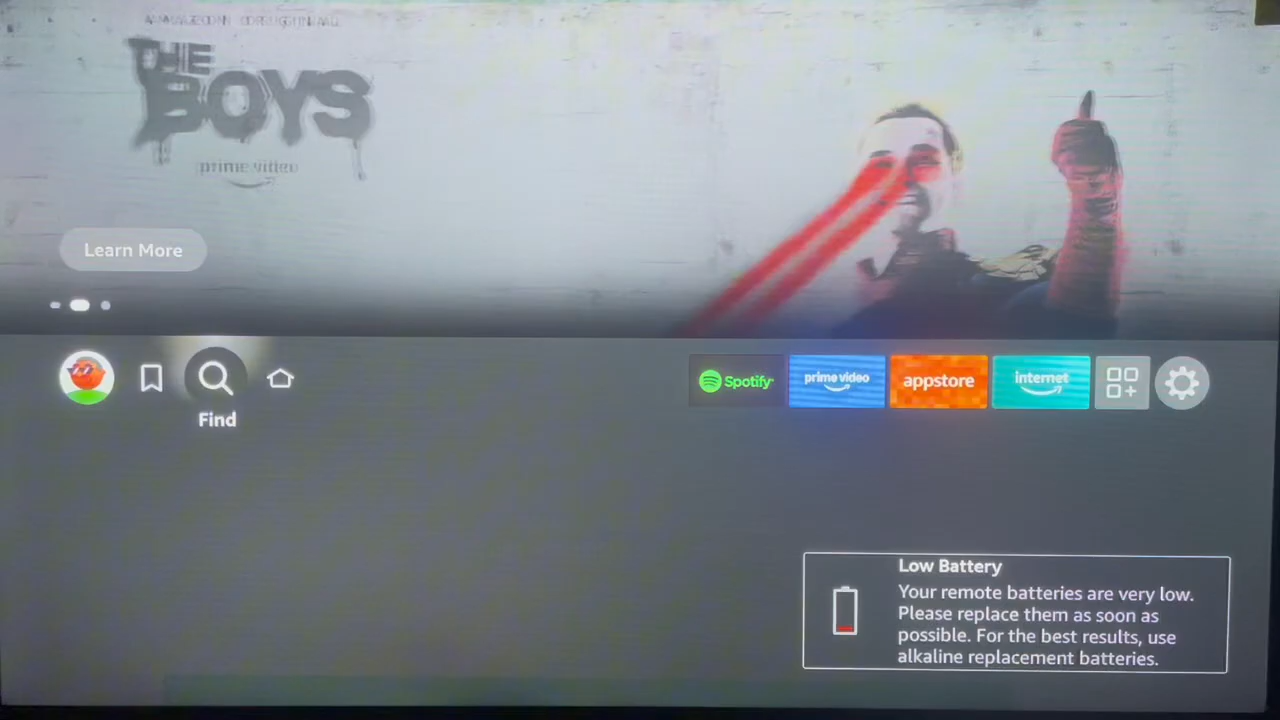 THE
BOYS
prime video
Learn More
Find
Spotify
prime video
appstore
internet
Low Battery
Your remote batteries are very low.
Please replace them as soon as
possible. For the best results, use
alkaline replacement batteries.